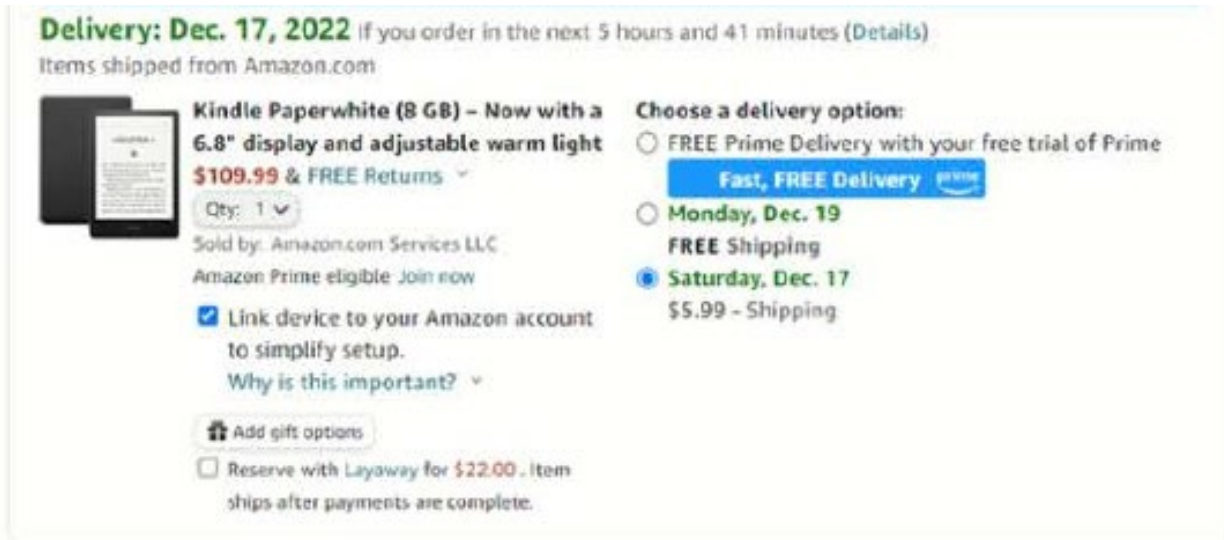 Delivery: Dec. 17, 2022 If you order in the next 5 hours and 41 minutes (Details)
Items shipped from Amazon.com
Kindle Paperwhite (8 GB) – Now with a
6.8" display and adjustable warm light
$109.99 & FREE Returns
Qty: 1
Sold by: Amazon.com Services LLC
Amazon Prime eligible Join now
Link device to your Amazon account
to simplify setup.
Why is this important?
Add gift options
Reserve with Layaway for $22.00. Item
ships after payments are complete.
Choose a delivery option:
FREE Prime Delivery with your free trial of Prime
Fast, FREE Delivery prime
Monday, Dec. 19
FREE Shipping
Saturday, Dec. 17
$5.99 - Shipping